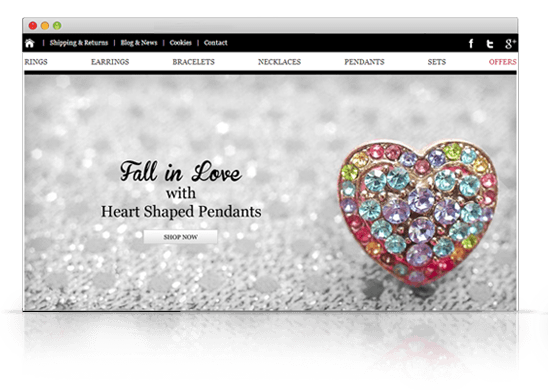 | Shipping & Returns | Blog & News | Cookies | Contact
RINGS EARRINGS BRACELETS NECKLACES PENDANTS SETS OFFERS
Fall in Love
with
Heart Shaped Pendants
SHOP NOW